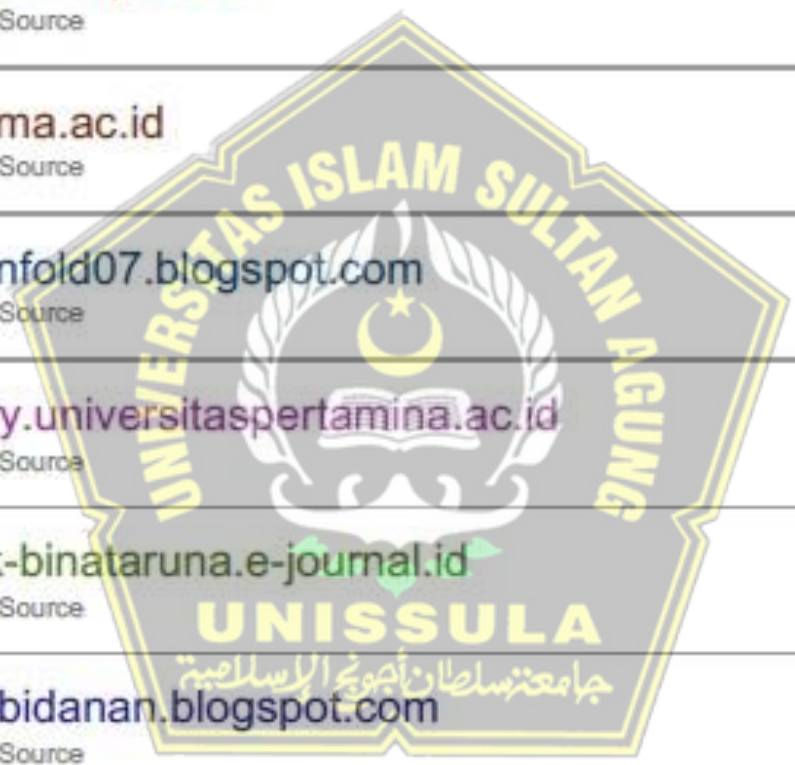 Source
ma.ac.id
Source
nfold07.blogspot.com
Source
y.universitaspertamina.ac.id
Source
-binataruna.e-journal.id
Source
bidanan.blogspot.com
Source
UNIVERSITAS ISLAM SULTAN AGUNG
UNISSULA
جامعة سلطان أجونج الإسلامية